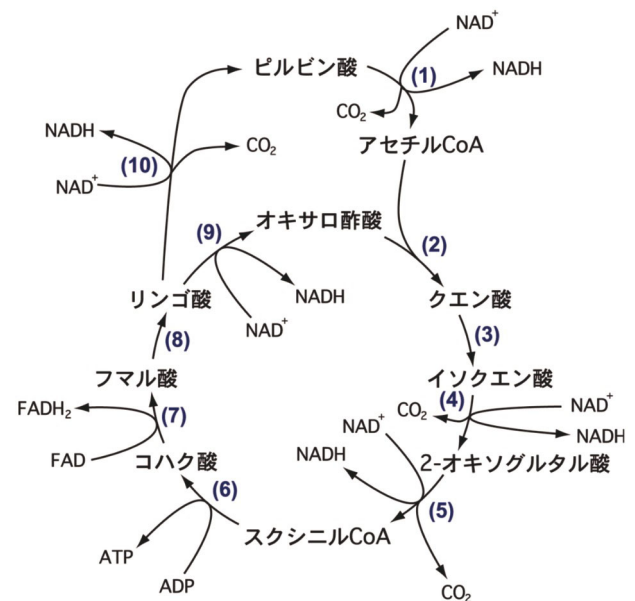 NAD⁺
ピルビン酸
(1)
NADH
CO₂
アセチルCoA
NADH
(10)
CO₂
NAD⁺
オキサロ酢酸
(9)
(2)
リンゴ酸
NADH
クエン酸
NAD⁺
(3)
(8)
フマル酸
イソクエン酸
(4)
FADH₂
(7)
CO₂
NAD⁺
NAD⁺
NADH
FAD
コハク酸
NADH
2-オキソグルタル酸
(6)
(5)
スクシニルCoA
ATP
ADP
CO₂